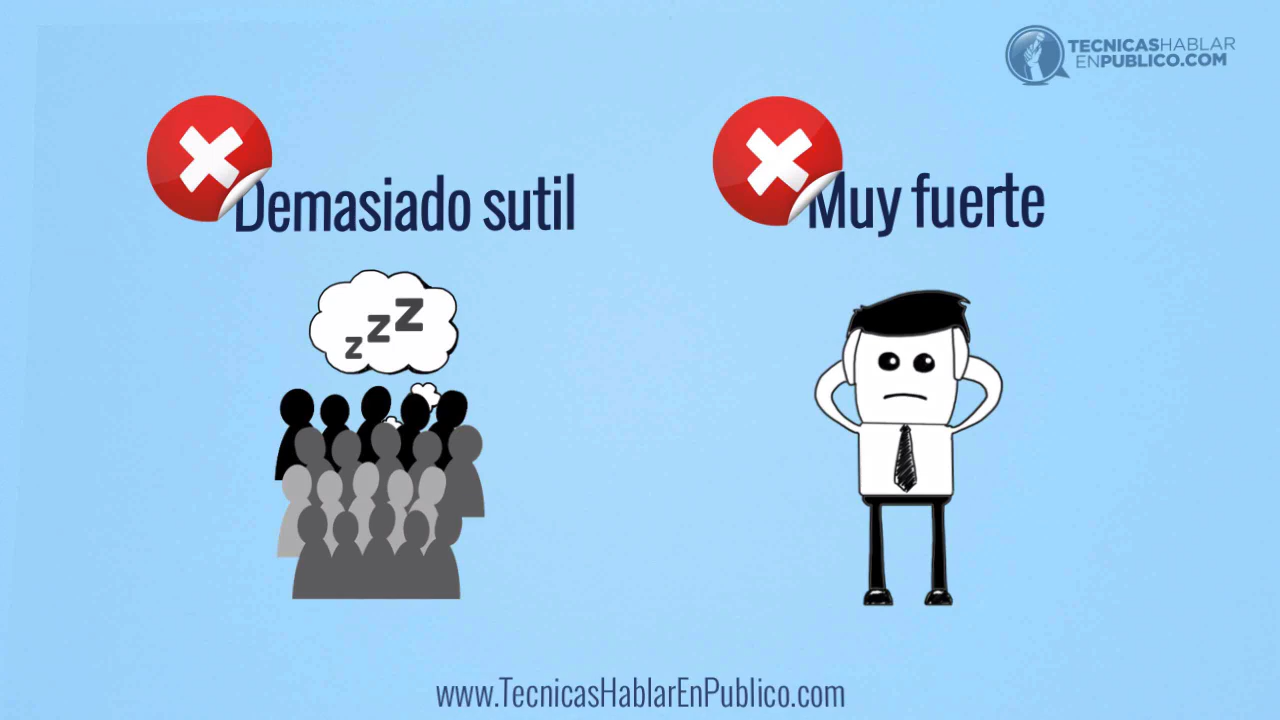 TECNICASHABLAR
ENPUBLICO.COM
Demasiado sutil
Muy fuerte
z z z
www.TecnicasHablarEnPublico.com